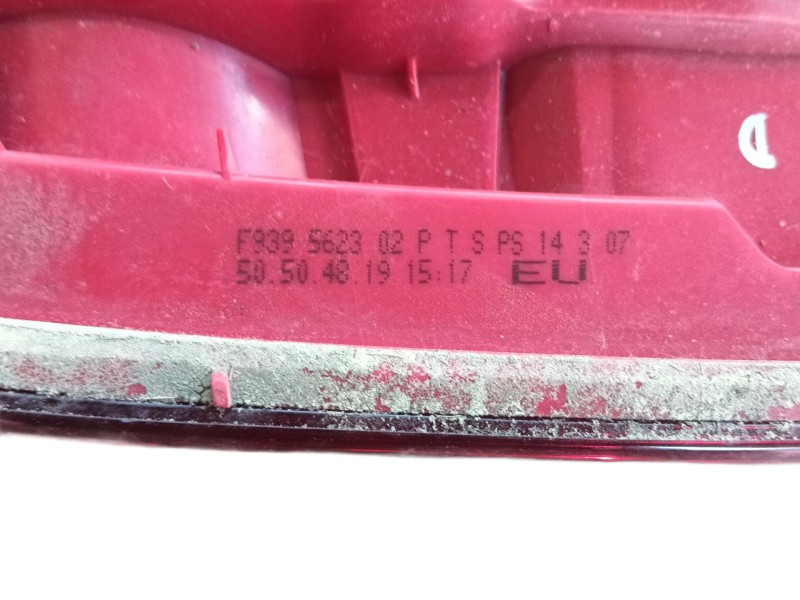 F939 5623 02 P T S PS 14 3 07
50.50.48.19 15:17 EU
D